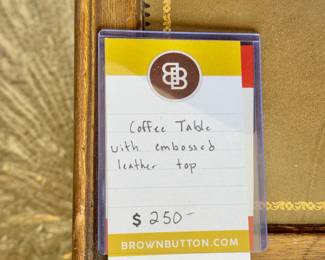 BB
Coffee Table
with embossed
leather top
$ 250-
BROWNBUTTON.COM